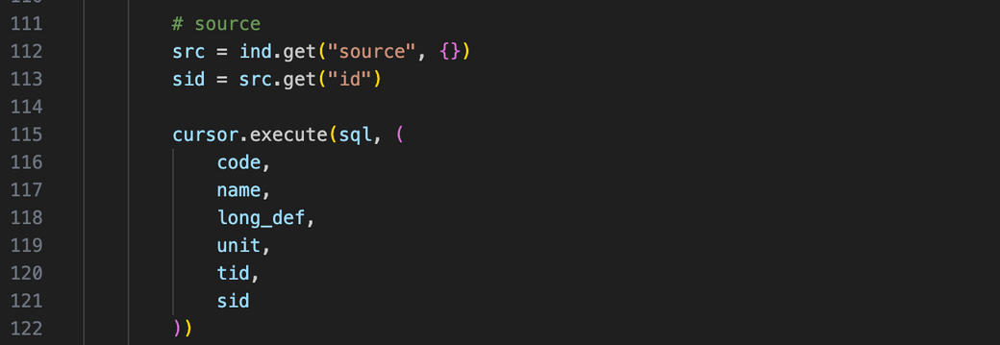 111 # source
112 src = ind.get("source", {})
113 sid = src.get("id")
114
115 cursor.execute(sql, (
116 code,
117 name,
118 long_def,
119 unit,
120 tid,
121 sid
122 ))